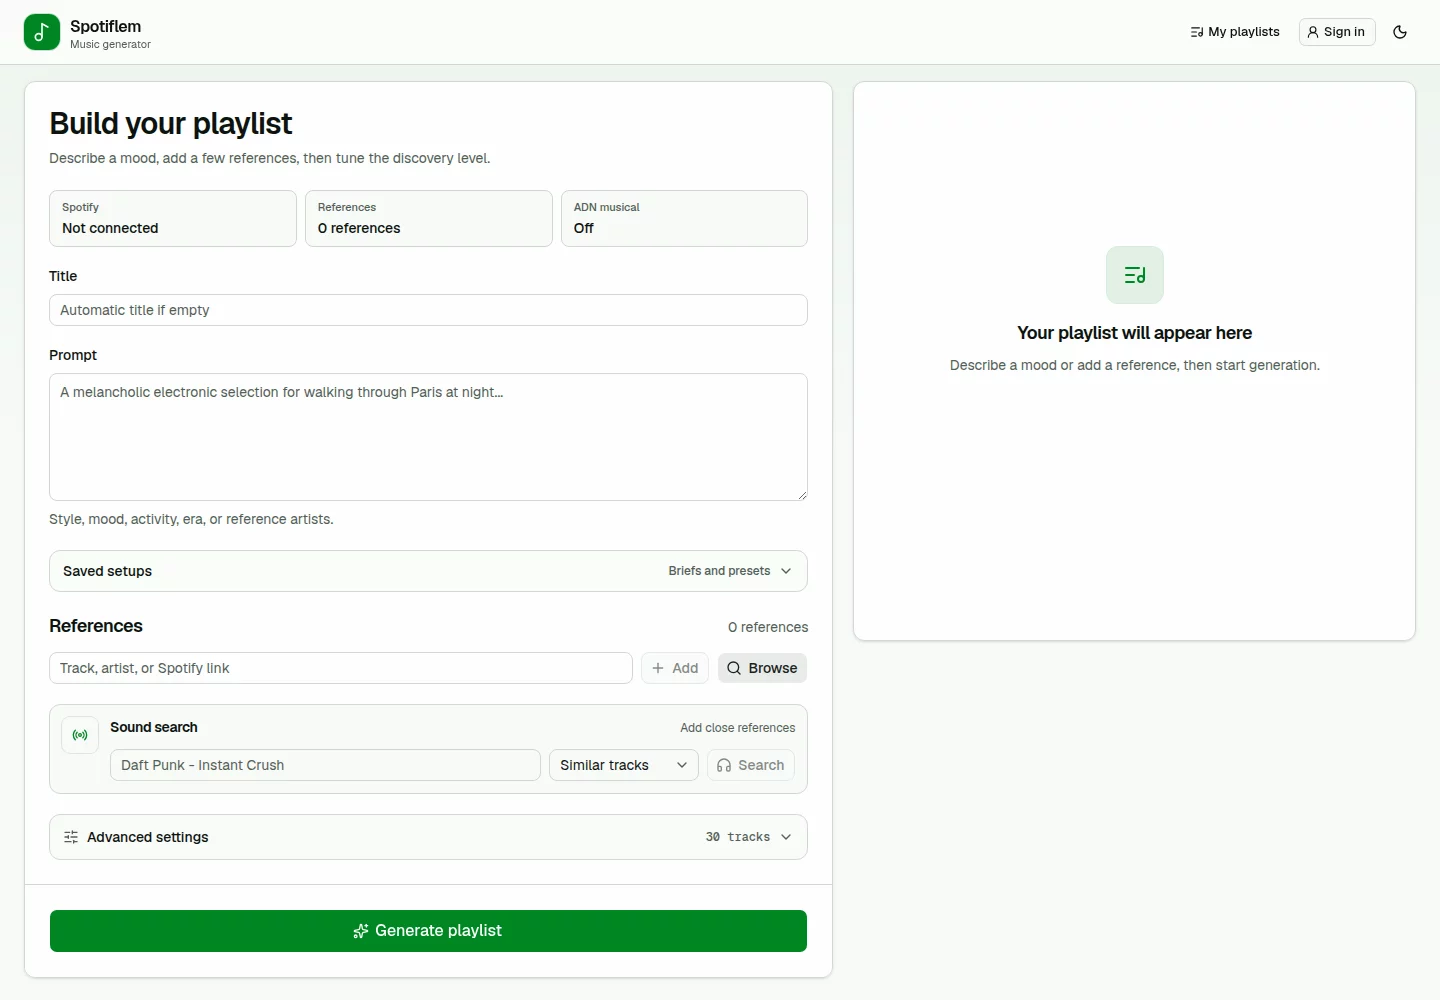 Spotiflem
Music generator
My playlists
Sign in
Build your playlist
Describe a mood, add a few references, then tune the discovery level.
Spotify
Not connected
References
0 references
ADN musical
Off
Title
Automatic title if empty
Prompt
A melancholic electronic selection for walking through Paris at night...
Style, mood, activity, era, or reference artists.
Saved setups
Briefs and presets
References
0 references
Track, artist, or Spotify link
Add
Browse
Sound search
Add close references
Daft Punk - Instant Crush
Similar tracks
Search
Advanced settings
30 tracks
Generate playlist
Your playlist will appear here
Describe a mood or add a reference, then start generation.